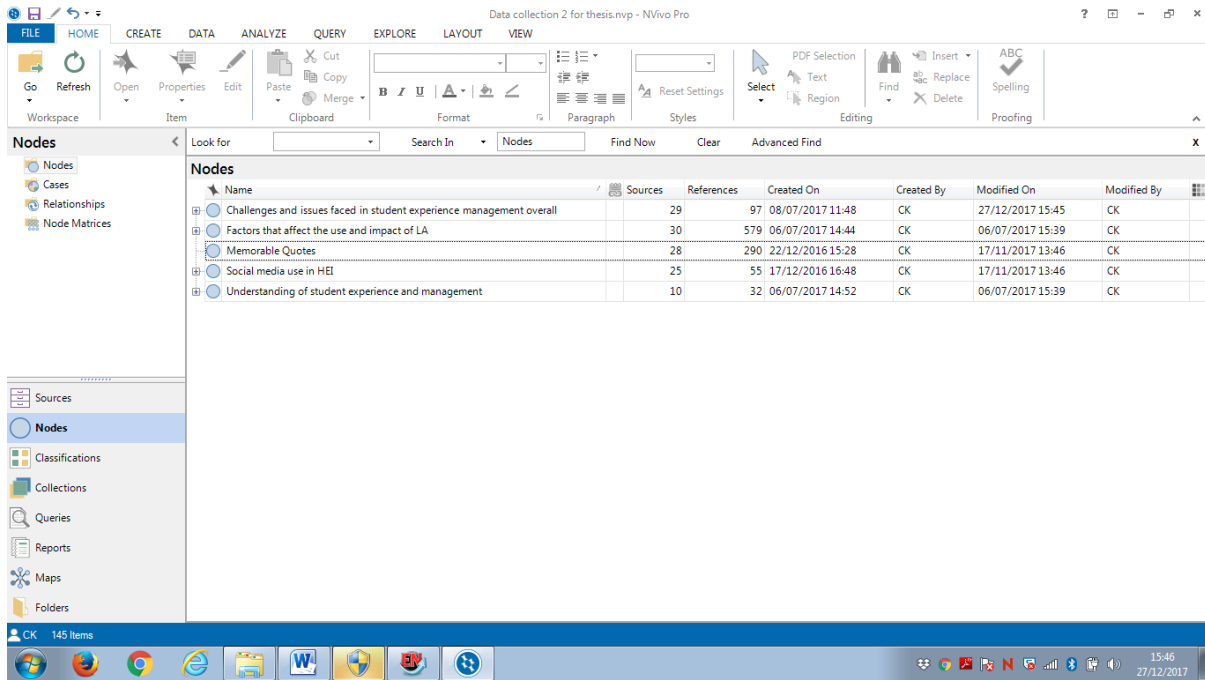 Data collection 2 for thesis.nvp - NVivo Pro
?
FILE HOME CREATE DATA ANALYZE QUERY EXPLORE LAYOUT VIEW
Go Refresh Open Properties Edit Paste Cut Copy Merge
B I U A
Reset Settings
Select PDF Selection Text Region
Find Insert Replace Delete
ABC Spelling
Workspace Item Clipboard Format Paragraph Styles Editing Proofing
Nodes
Look for Search In Nodes Find Now Clear Advanced Find x
Nodes
Cases
Relationships
Node Matrices
Nodes
Name Sources References Created On Created By Modified On Modified By
Challenges and issues faced in student experience management overall 29 97 08/07/2017 11:48 CK 27/12/2017 15:45 CK
Factors that affect the use and impact of LA 30 579 06/07/2017 14:44 CK 06/07/2017 15:39 CK
Memorable Quotes 28 290 22/12/2016 15:28 CK 17/11/2017 13:46 CK
Social media use in HEI 25 55 17/12/2016 16:48 CK 17/11/2017 13:46 CK
Understanding of student experience and management 10 32 06/07/2017 14:52 CK 06/07/2017 15:39 CK
Sources
Nodes
Classifications
Collections
Queries
Reports
Maps
Folders
CK 145 Items
W EN N
15:46
27/12/2017